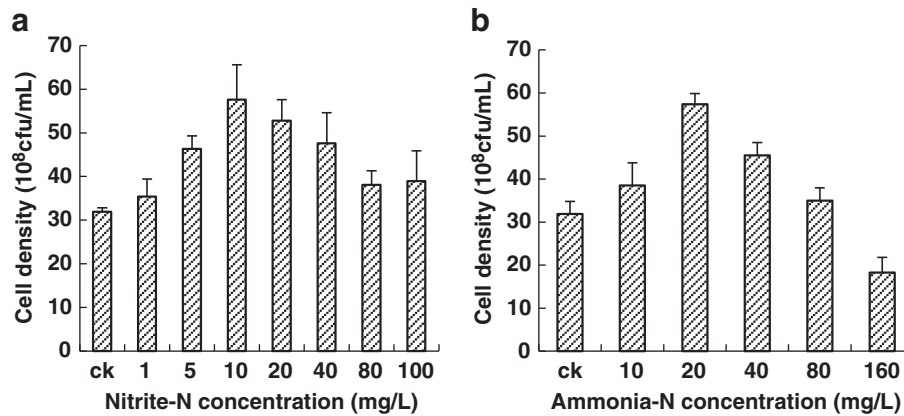 a
Cell density (10⁸cfu/mL)
70
60
50
40
30
20
10
0
ck 1 5 10 20 40 80 100
Nitrite-N concentration (mg/L)
b
Cell density (10⁸cfu/mL)
70
60
50
40
30
20
10
0
ck 10 20 40 80 160
Ammonia-N concentration (mg/L)